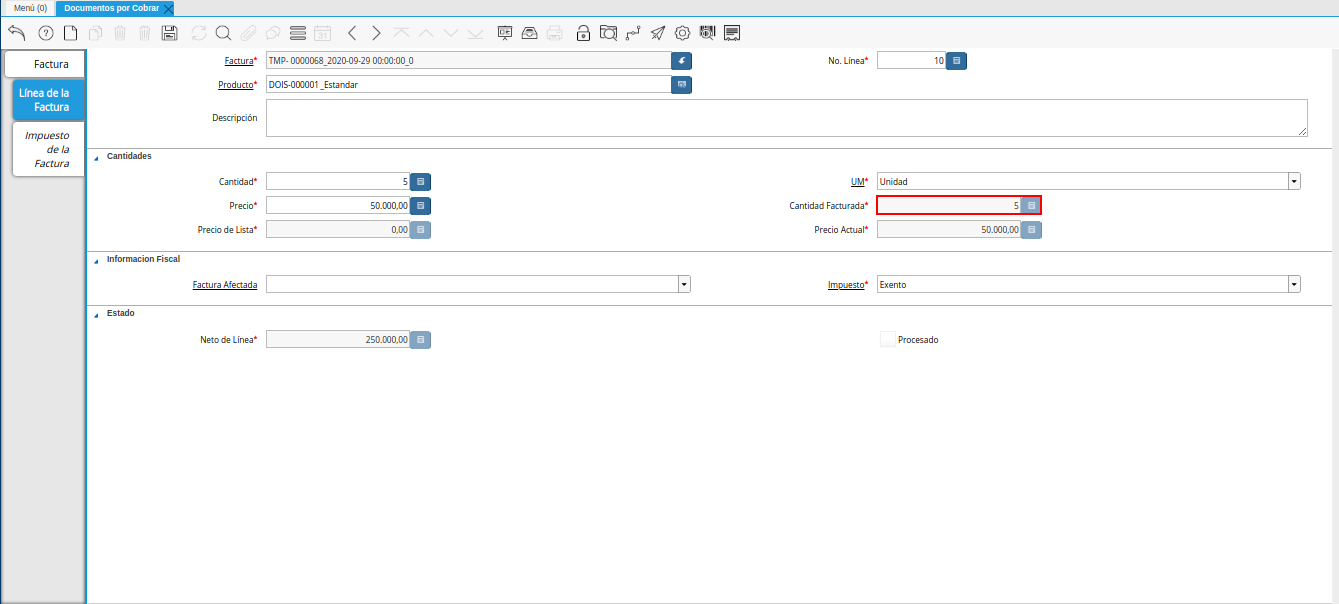 Menú (0)
Documentos por Cobrar
Factura
Línea de la
Factura
Impuesto
de la
Factura
Factura* TMP- 0000068_2020-09-29 00:00:00_0 No. Línea* 10
Producto* DOIS-000001 _Estandar
Descripción
Cantidades
Cantidad* 5 UM* Unidad
Precio* 50.000,00 Cantidad Facturada* 5
Precio de Lista* 0,00 Precio Actual* 50.000,00
Informacion Fiscal
Factura Afectada Impuesto* Exento
Estado
Neto de Línea* 250.000,00 Procesado